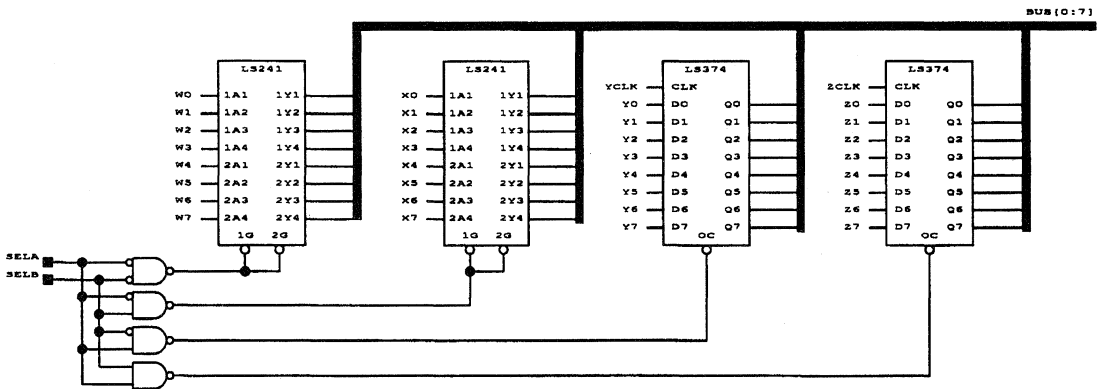 BUS[0:7]
LS241
W0 1A1 1Y1
W1 1A2 1Y2
W2 1A3 1Y3
W3 1A4 1Y4
W4 2A1 2Y1
W5 2A2 2Y2
W6 2A3 2Y3
W7 2A4 2Y4
1G 2G
LS241
X0 1A1 1Y1
X1 1A2 1Y2
X2 1A3 1Y3
X3 1A4 1Y4
X4 2A1 2Y1
X5 2A2 2Y2
X6 2A3 2Y3
X7 2A4 2Y4
1G 2G
LS374
YCLK CLK
Y0 D0 Q0
Y1 D1 Q1
Y2 D2 Q2
Y3 D3 Q3
Y4 D4 Q4
Y5 D5 Q5
Y6 D6 Q6
Y7 D7 Q7
OC
LS374
ZCLK CLK
Z0 D0 Q0
Z1 D1 Q1
Z2 D2 Q2
Z3 D3 Q3
Z4 D4 Q4
Z5 D5 Q5
Z6 D6 Q6
Z7 D7 Q7
OC
SELA
SELB